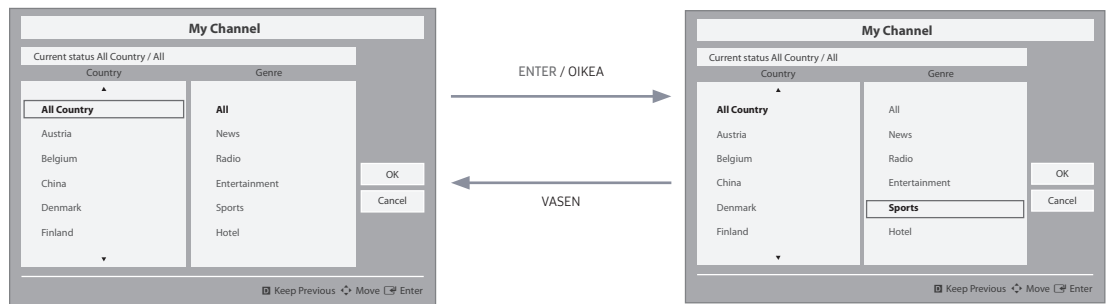 My Channel
Current status All Country / All
Country Genre
▲
All Country All
Austria News
Belgium Radio
China Entertainment
Denmark Sports
Finland Hotel
▼
OK
Cancel
D Keep Previous Move Enter
ENTER / OIKEA
VASEN
My Channel
Current status All Country / All
Country Genre
▲
All Country All
Austria News
Belgium Radio
China Entertainment
Denmark Sports
Finland Hotel
▼
OK
Cancel
D Keep Previous Move Enter